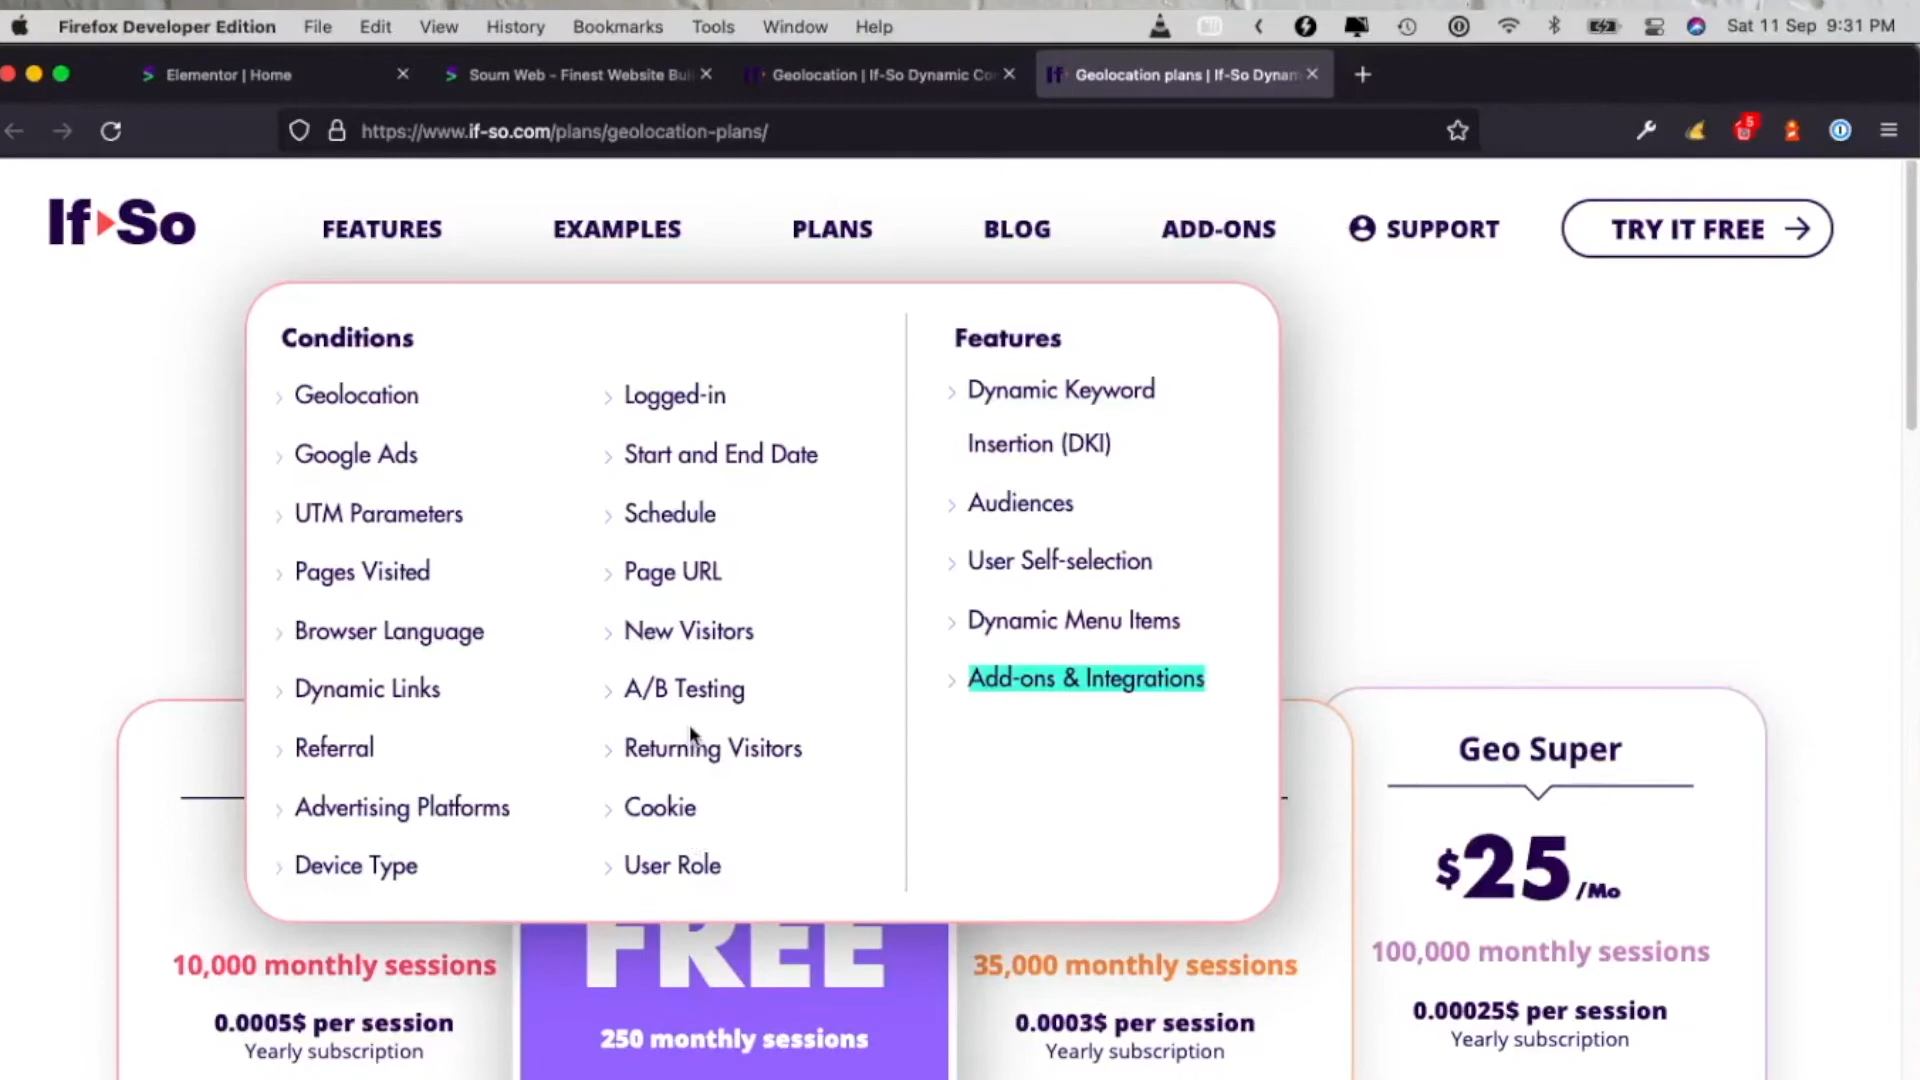 Firefox Developer Edition File Edit View History Bookmarks Tools Window Help Sat 11 Sep 9:31 PM
Elementor | Home
Soum Web - Finest Website Bui
Geolocation | If-So Dynamic Co
Geolocation plans | If-So Dynam
https://www.if-so.com/plans/geolocation-plans/
5
If So
FEATURES
EXAMPLES
PLANS
BLOG
ADD-ONS
SUPPORT
TRY IT FREE
Conditions
Geolocation
Google Ads
UTM Parameters
Pages Visited
Browser Language
Dynamic Links
Referral
Advertising Platforms
Device Type
Logged-in
Start and End Date
Schedule
Page URL
New Visitors
A/B Testing
Returning Visitors
Cookie
User Role
Features
Dynamic Keyword
Insertion (DKI)
Audiences
User Self-selection
Dynamic Menu Items
Add-ons & Integrations
10,000 monthly sessions
0.0005$ per session
Yearly subscription
FREE
250 monthly sessions
35,000 monthly sessions
0.0003$ per session
Yearly subscription
Geo Super
$25/Mo
100,000 monthly sessions
0.00025$ per session
Yearly subscription